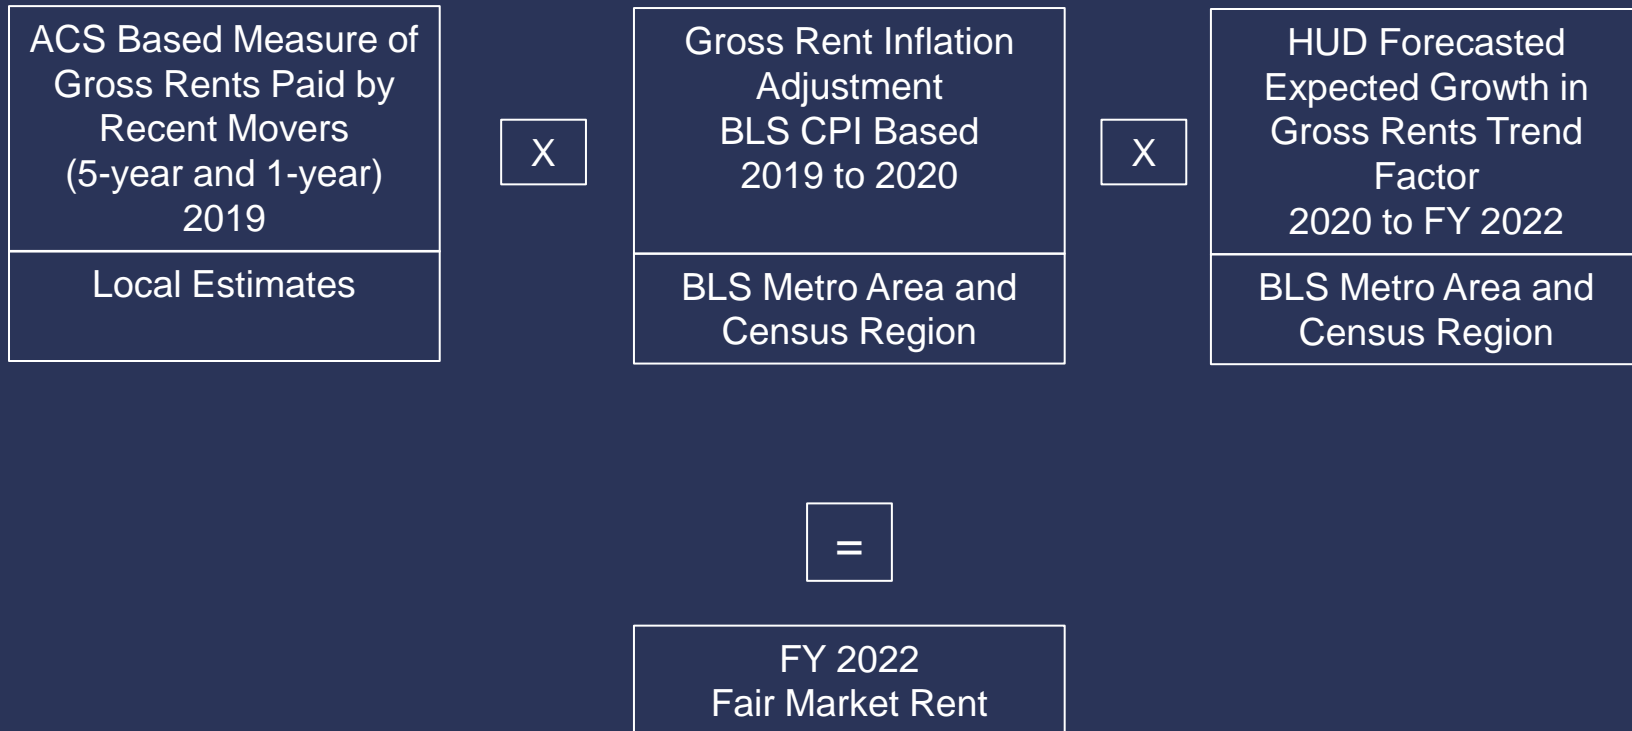 ACS Based Measure of
Gross Rents Paid by
Recent Movers
(5-year and 1-year)
2019
Local Estimates
X
Gross Rent Inflation
Adjustment
BLS CPI Based
2019 to 2020
BLS Metro Area and
Census Region
X
HUD Forecasted
Expected Growth in
Gross Rents Trend
Factor
2020 to FY 2022
BLS Metro Area and
Census Region
=
FY 2022
Fair Market Rent